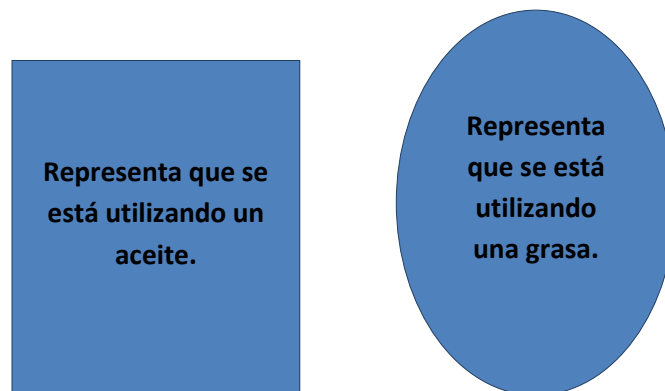 Representa que se
está utilizando un
aceite.
Representa
que se está
utilizando
una grasa.